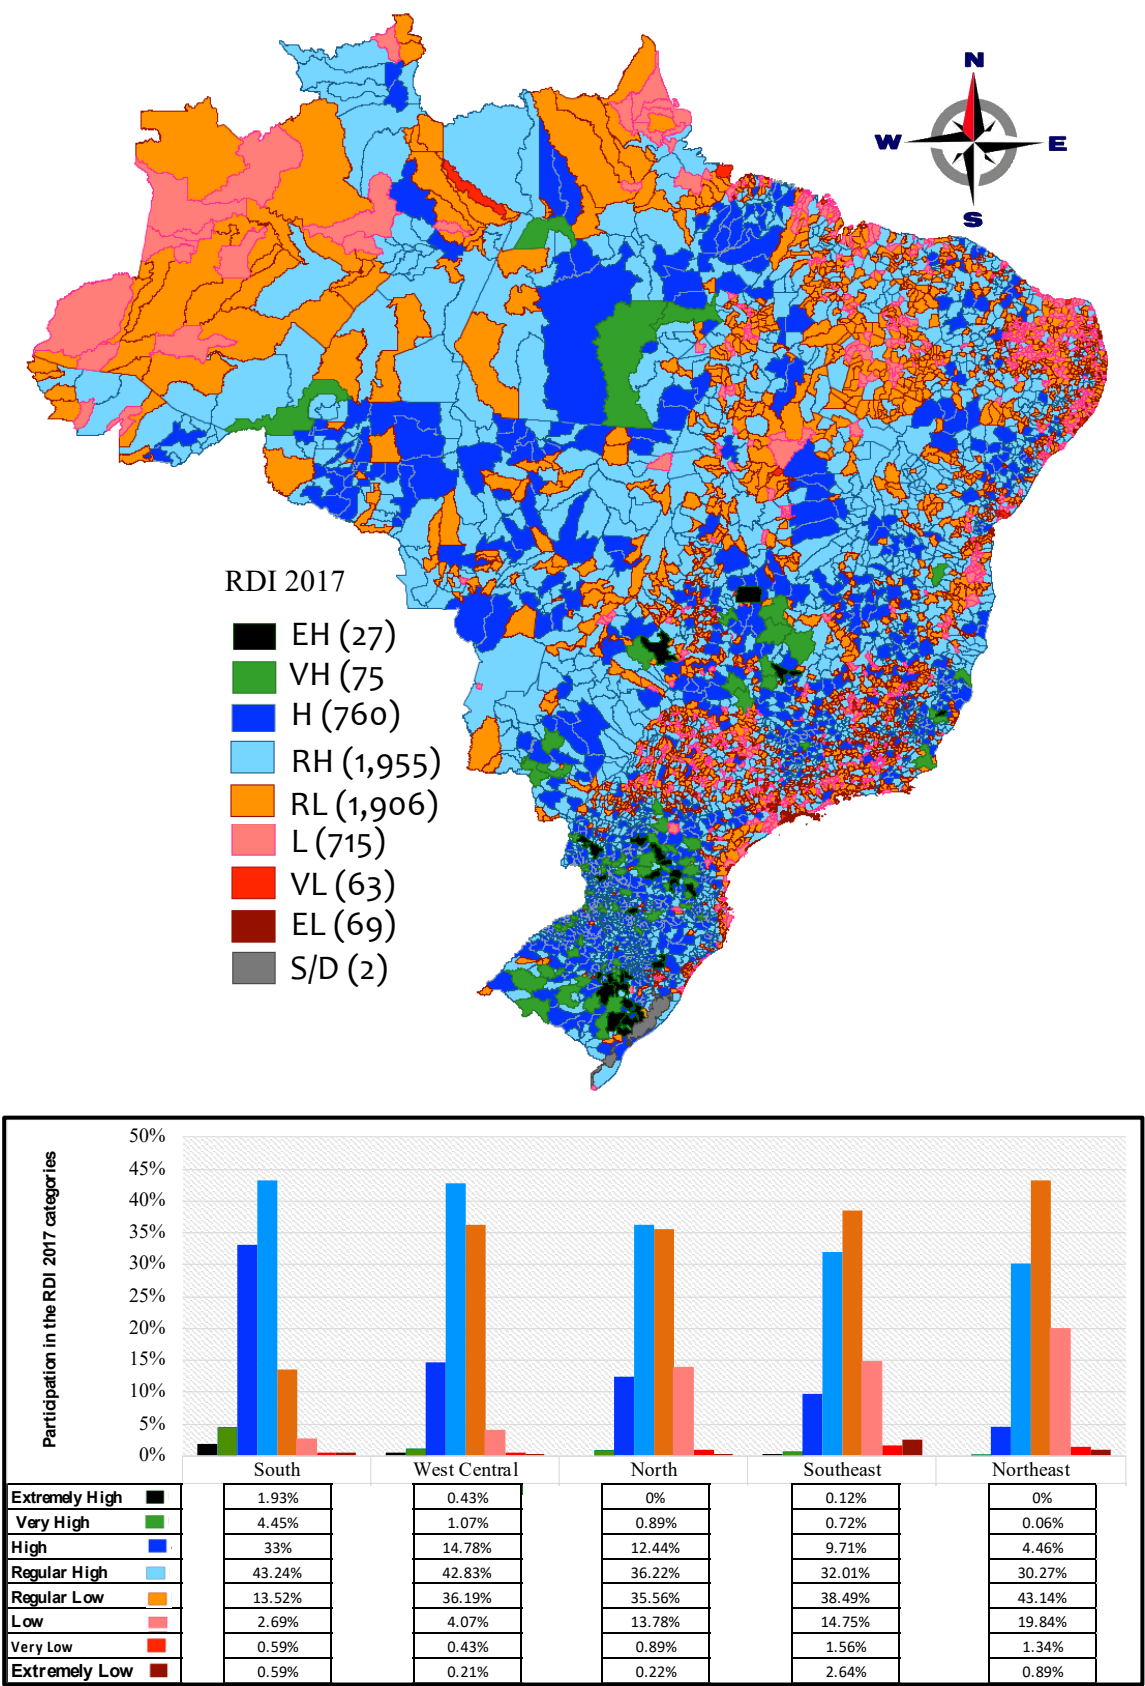 N
W E
S
RDI 2017
EH (27)
VH (75
H (760)
RH (1,955)
RL (1,906)
L (715)
VL (63)
EL (69)
S/D (2)
Participation in the RDI 2017 categories
50%
45%
40%
35%
30%
25%
20%
15%
10%
5%
0%
South West Central North Southeast Northeast
Extremely High 1.93% 0.43% 0% 0.12% 0%
Very High 4.45% 1.07% 0.89% 0.72% 0.06%
High 33% 14.78% 12.44% 9.71% 4.46%
Regular High 43.24% 42.83% 36.22% 32.01% 30.27%
Regular Low 13.52% 36.19% 35.56% 38.49% 43.14%
Low 2.69% 4.07% 13.78% 14.75% 19.84%
Very Low 0.59% 0.43% 0.89% 1.56% 1.34%
Extremely Low 0.59% 0.21% 0.22% 2.64% 0.89%